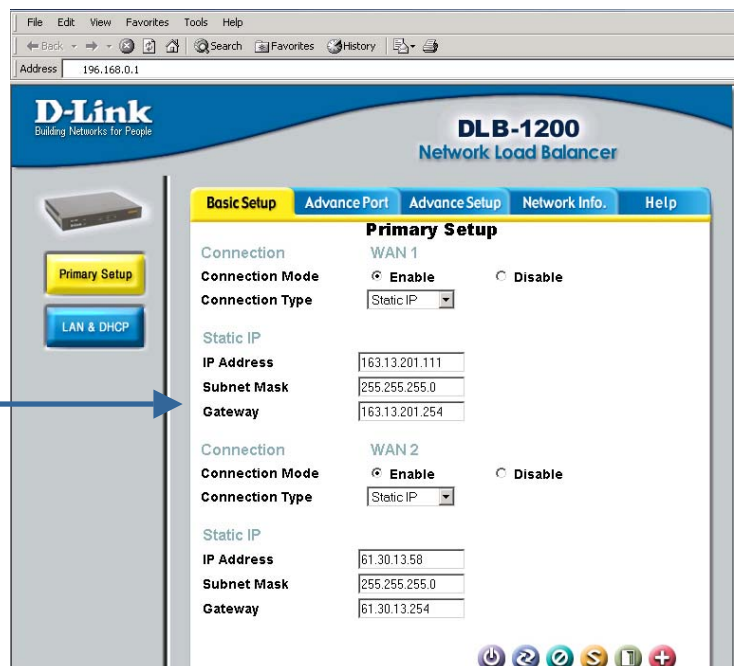 File Edit View Favorites Tools Help
Back Search Favorites History
Address 196.168.0.1
D-Link
Building Networks for People
DLB-1200
Network Load Balancer
Basic Setup Advance Port Advance Setup Network Info. Help
Primary Setup
LAN & DHCP
Primary Setup
Connection WAN 1
Connection Mode Enable Disable
Connection Type Static IP
Static IP
IP Address 163.13.201.111
Subnet Mask 255.255.255.0
Gateway 163.13.201.254
Connection WAN 2
Connection Mode Enable Disable
Connection Type Static IP
Static IP
IP Address 61.30.13.58
Subnet Mask 255.255.255.0
Gateway 61.30.13.254